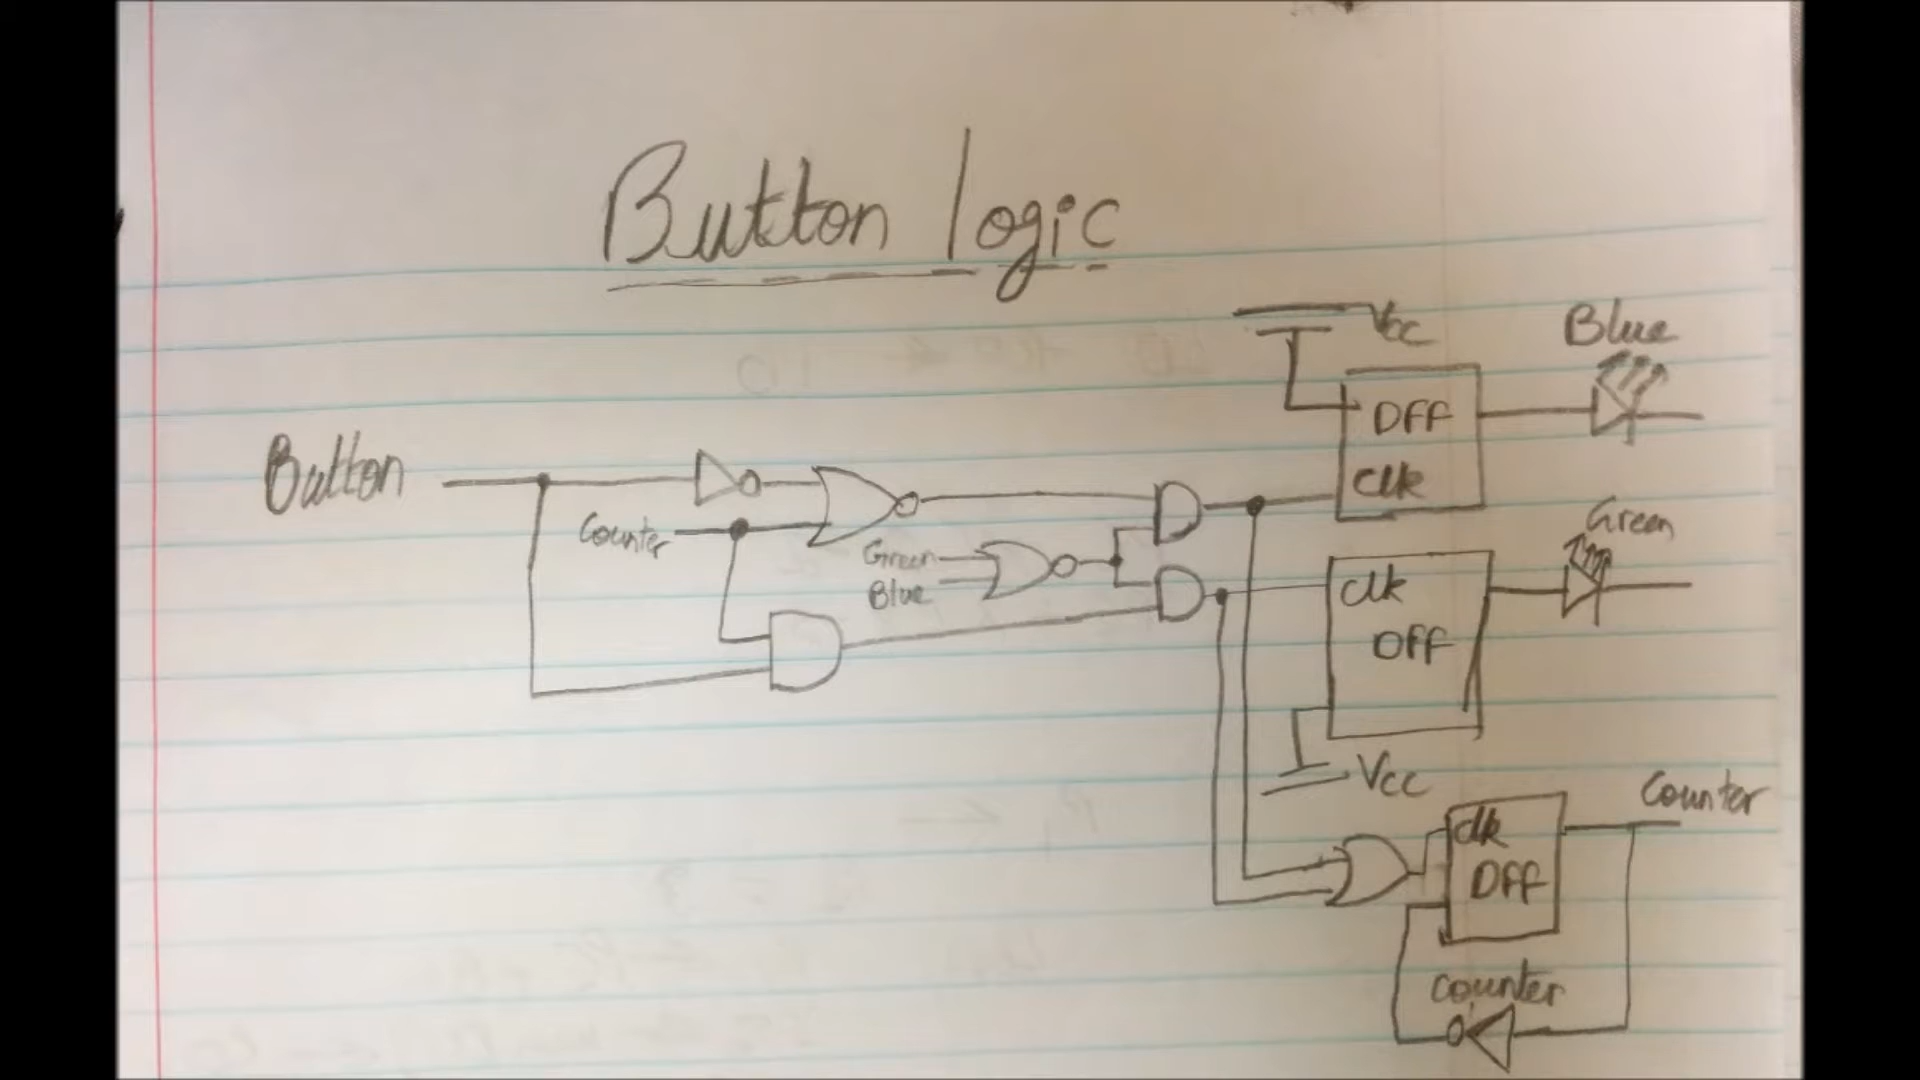 Button logic
Vcc
Blue
DFF
Clk
Button
Counter
Green
Blue
Green
Clk
DFF
Vcc
Counter
Clk
DFF
Counter